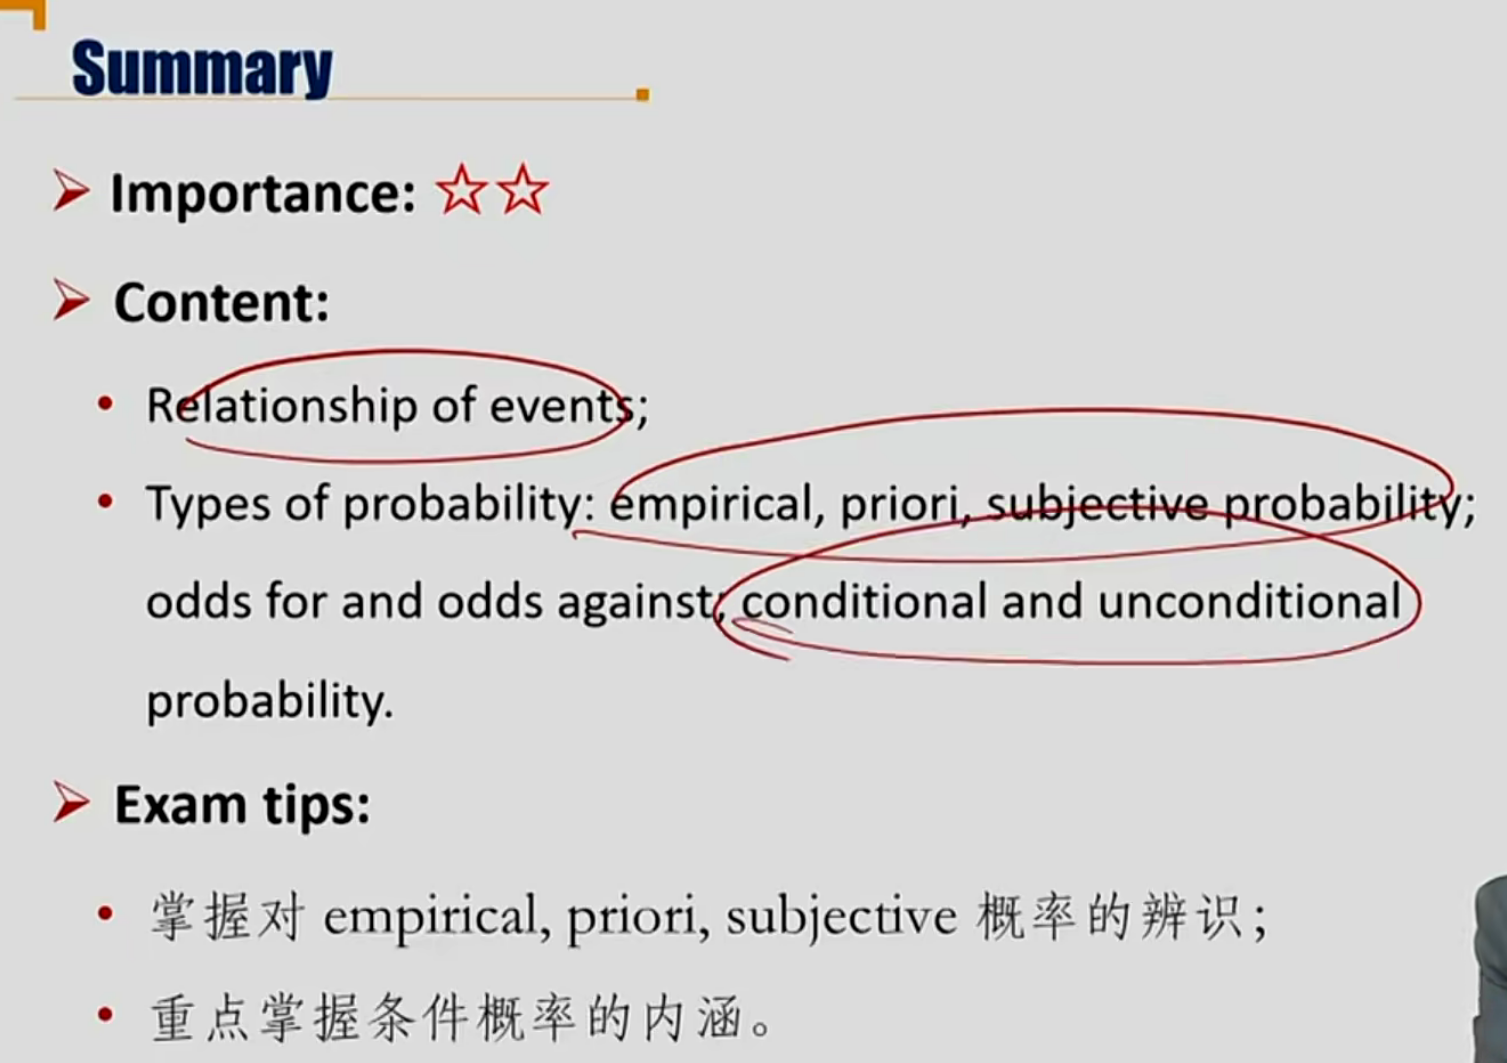 Summary
Importance: ☆☆
Content:
• Relationship of events;
• Types of probability: empirical, priori, subjective probability;
odds for and odds against; conditional and unconditional
probability.
Exam tips:
• 掌握对 empirical, priori, subjective 概率的辨识；
• 重点掌握条件概率的内涵。